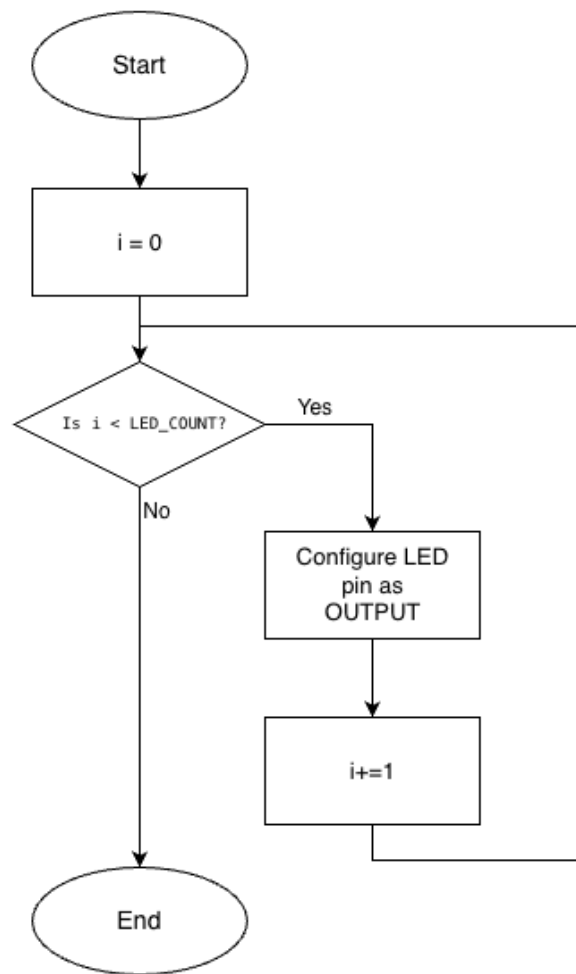 Start
i = 0
Is i < LED_COUNT?
Yes
No
Configure LED
pin as
OUTPUT
i+=1
End